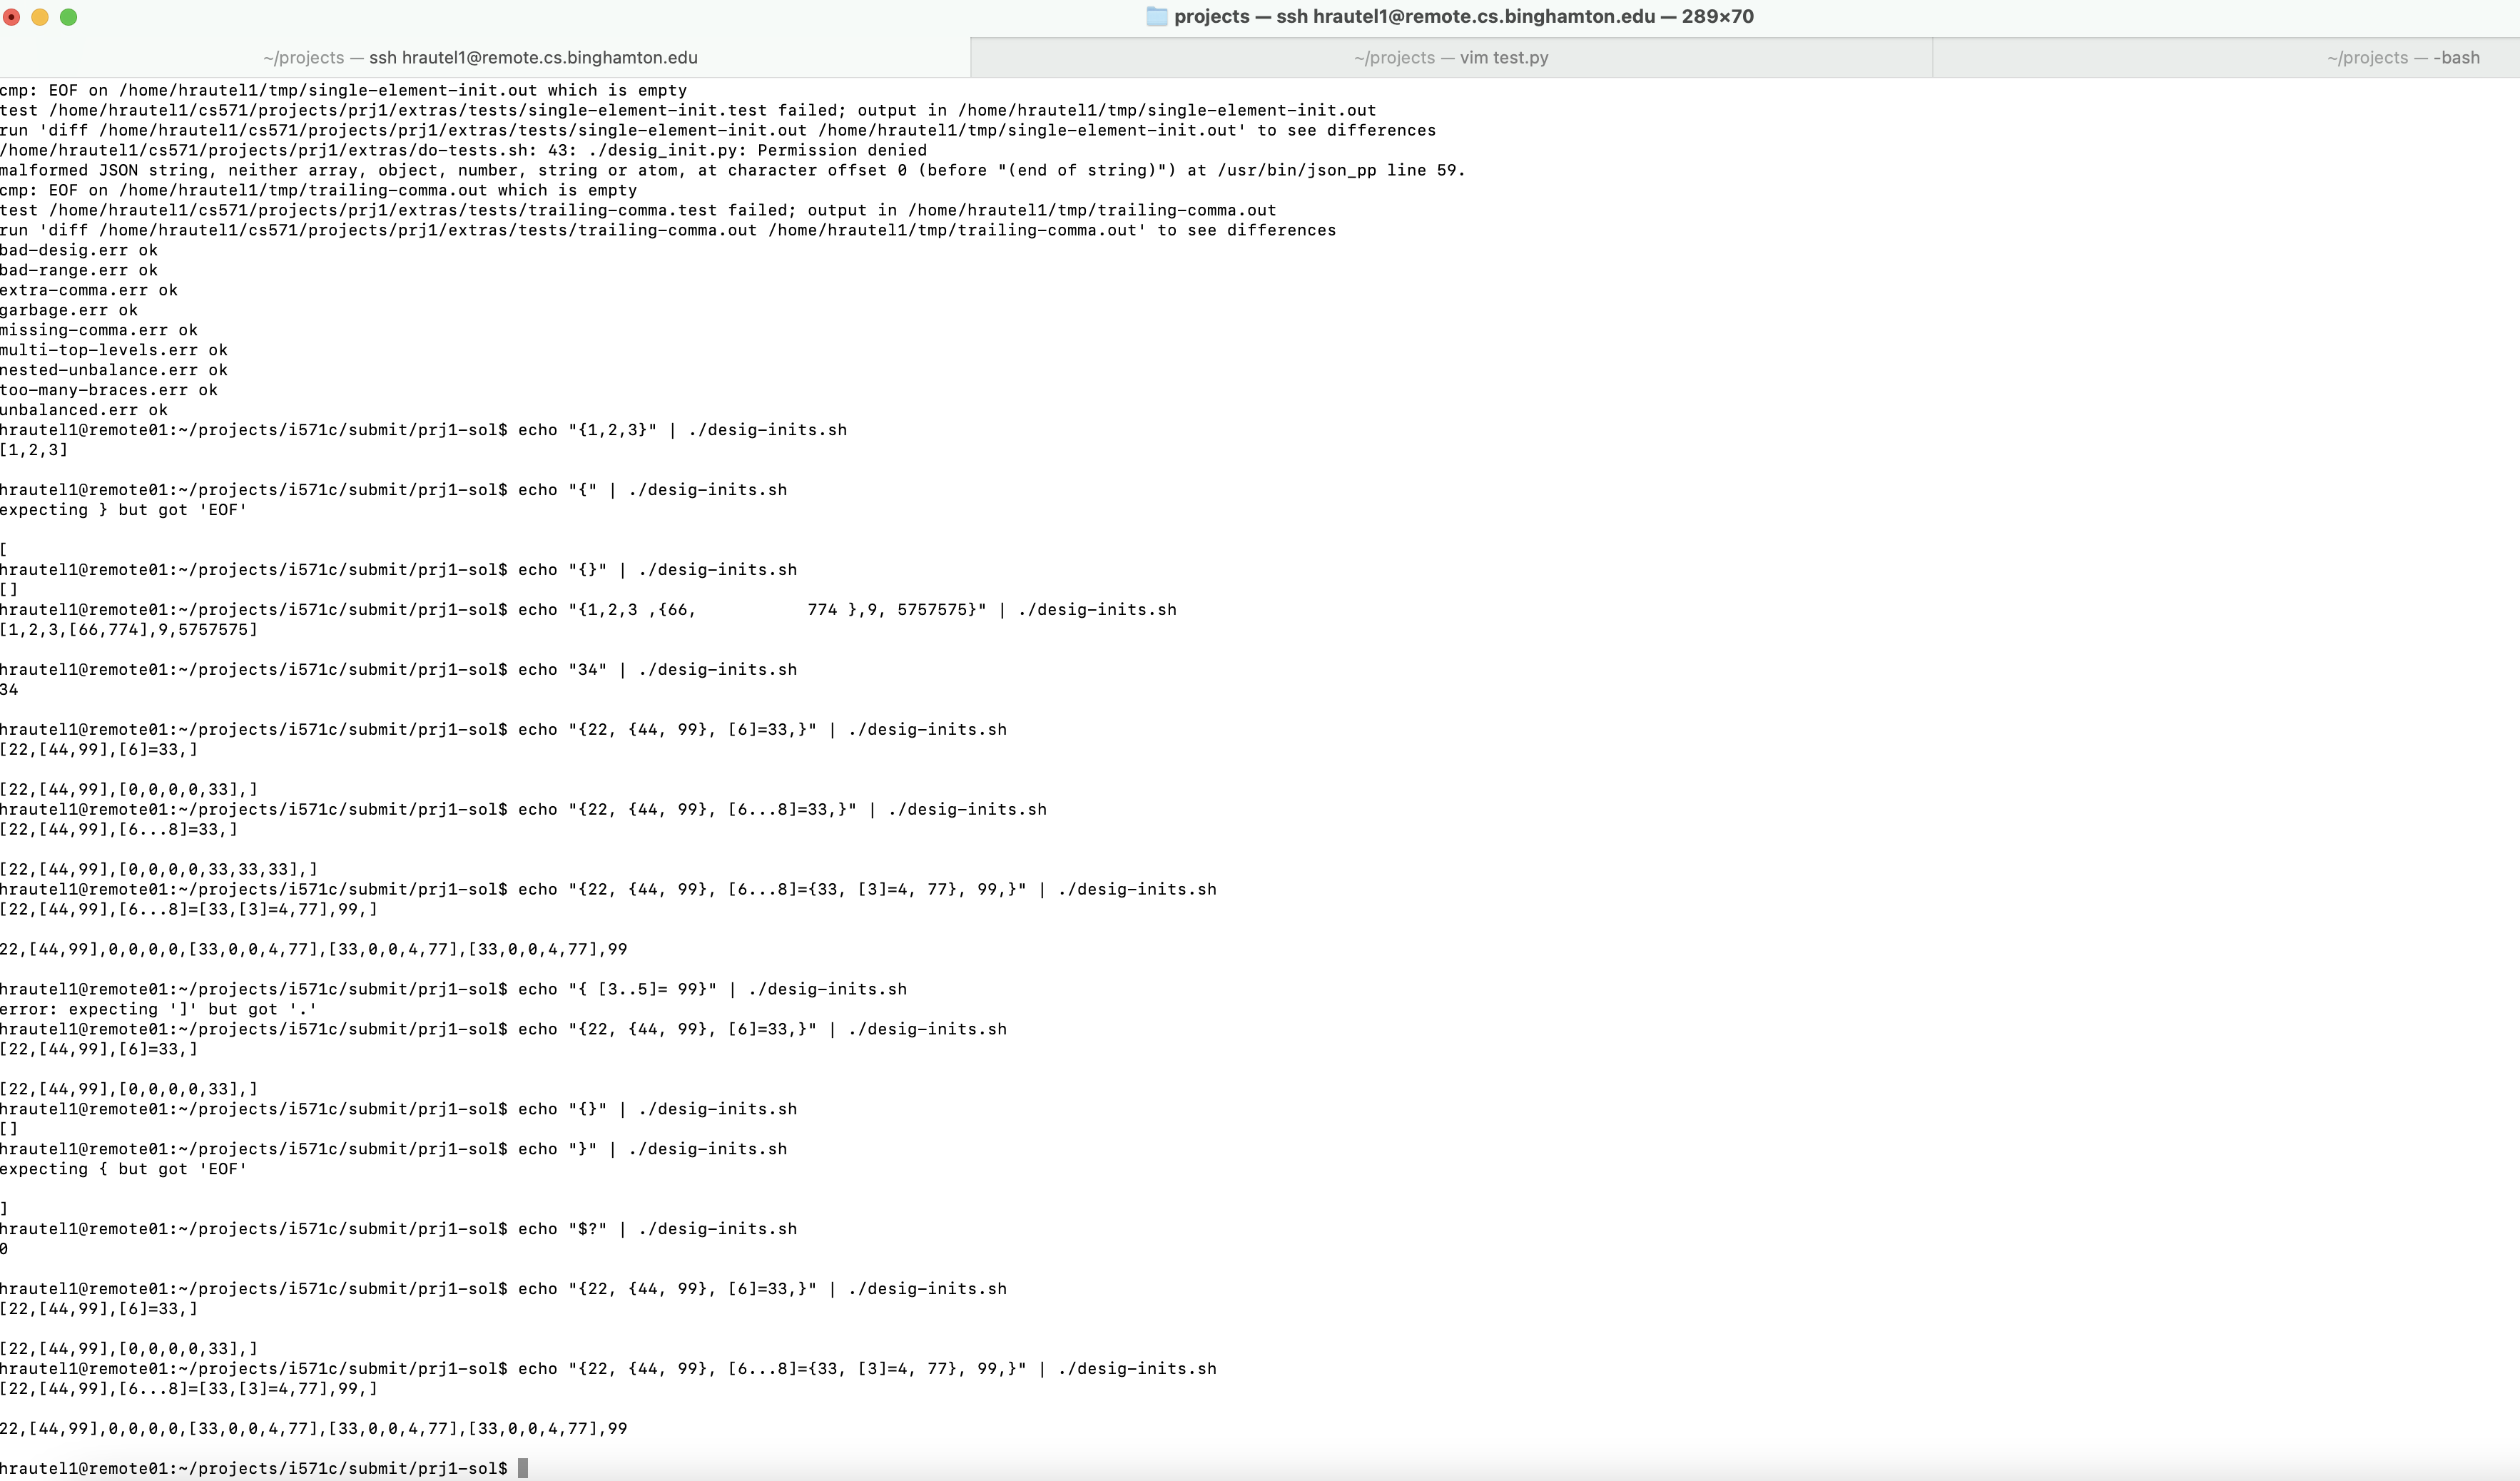 projects — ssh hrautel1@remote.cs.binghamton.edu — 289×70
~/projects — ssh hrautel1@remote.cs.binghamton.edu
~/projects — vim test.py
~/projects — -bash
cmp: EOF on /home/hrautel1/tmp/single-element-init.out which is empty
test /home/hrautel1/cs571/projects/prj1/extras/tests/single-element-init.test failed; output in /home/hrautel1/tmp/single-element-init.out
run 'diff /home/hrautel1/cs571/projects/prj1/extras/tests/single-element-init.out /home/hrautel1/tmp/single-element-init.out' to see differences
/home/hrautel1/cs571/projects/prj1/extras/do-tests.sh: 43: ./desig_init.py: Permission denied
malformed JSON string, neither array, object, number, string or atom, at character offset 0 (before "(end of string)") at /usr/bin/json_pp line 59.
cmp: EOF on /home/hrautel1/tmp/trailing-comma.out which is empty
test /home/hrautel1/cs571/projects/prj1/extras/tests/trailing-comma.test failed; output in /home/hrautel1/tmp/trailing-comma.out
run 'diff /home/hrautel1/cs571/projects/prj1/extras/tests/trailing-comma.out /home/hrautel1/tmp/trailing-comma.out' to see differences
bad-desig.err ok
bad-range.err ok
extra-comma.err ok
garbage.err ok
missing-comma.err ok
multi-top-levels.err ok
nested-unbalance.err ok
too-many-braces.err ok
unbalanced.err ok
hrautel1@remote01:~/projects/i571c/submit/prj1-sol$ echo "{1,2,3}" | ./desig-inits.sh
[1,2,3]
hrautel1@remote01:~/projects/i571c/submit/prj1-sol$ echo "{" | ./desig-inits.sh
expecting } but got 'EOF'
[
hrautel1@remote01:~/projects/i571c/submit/prj1-sol$ echo "{}" | ./desig-inits.sh
[]
hrautel1@remote01:~/projects/i571c/submit/prj1-sol$ echo "{1,2,3 ,{66,           774 },9, 5757575}" | ./desig-inits.sh
[1,2,3,[66,774],9,5757575]
hrautel1@remote01:~/projects/i571c/submit/prj1-sol$ echo "34" | ./desig-inits.sh
34
hrautel1@remote01:~/projects/i571c/submit/prj1-sol$ echo "{22, {44, 99}, [6]=33,}" | ./desig-inits.sh
[22,[44,99],[6]=33,]
[22,[44,99],[0,0,0,0,33],]
hrautel1@remote01:~/projects/i571c/submit/prj1-sol$ echo "{22, {44, 99}, [6...8]=33,}" | ./desig-inits.sh
[22,[44,99],[6...8]=33,]
[22,[44,99],[0,0,0,0,33,33,33],]
hrautel1@remote01:~/projects/i571c/submit/prj1-sol$ echo "{22, {44, 99}, [6...8]={33, [3]=4, 77}, 99,}" | ./desig-inits.sh
[22,[44,99],[6...8]=[33,[3]=4,77],99,]
22,[44,99],0,0,0,0,[33,0,0,4,77],[33,0,0,4,77],[33,0,0,4,77],99
hrautel1@remote01:~/projects/i571c/submit/prj1-sol$ echo "{ [3..5]= 99}" | ./desig-inits.sh
error: expecting ']' but got '.'
hrautel1@remote01:~/projects/i571c/submit/prj1-sol$ echo "{22, {44, 99}, [6]=33,}" | ./desig-inits.sh
[22,[44,99],[6]=33,]
[22,[44,99],[0,0,0,0,33],]
hrautel1@remote01:~/projects/i571c/submit/prj1-sol$ echo "{}" | ./desig-inits.sh
[]
hrautel1@remote01:~/projects/i571c/submit/prj1-sol$ echo "}" | ./desig-inits.sh
expecting { but got 'EOF'
]
hrautel1@remote01:~/projects/i571c/submit/prj1-sol$ echo "$?" | ./desig-inits.sh
0
hrautel1@remote01:~/projects/i571c/submit/prj1-sol$ echo "{22, {44, 99}, [6]=33,}" | ./desig-inits.sh
[22,[44,99],[6]=33,]
[22,[44,99],[0,0,0,0,33],]
hrautel1@remote01:~/projects/i571c/submit/prj1-sol$ echo "{22, {44, 99}, [6...8]={33, [3]=4, 77}, 99,}" | ./desig-inits.sh
[22,[44,99],[6...8]=[33,[3]=4,77],99,]
22,[44,99],0,0,0,0,[33,0,0,4,77],[33,0,0,4,77],[33,0,0,4,77],99
hrautel1@remote01:~/projects/i571c/submit/prj1-sol$